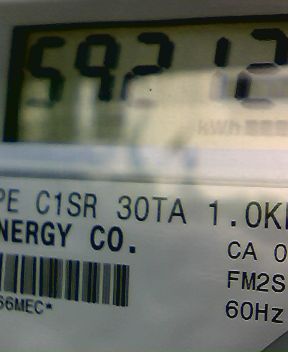 59212
kWh
PE C1SR 30TA 1.0K
NERGY CO.
CA 0
FM2S
66MEC* 60Hz